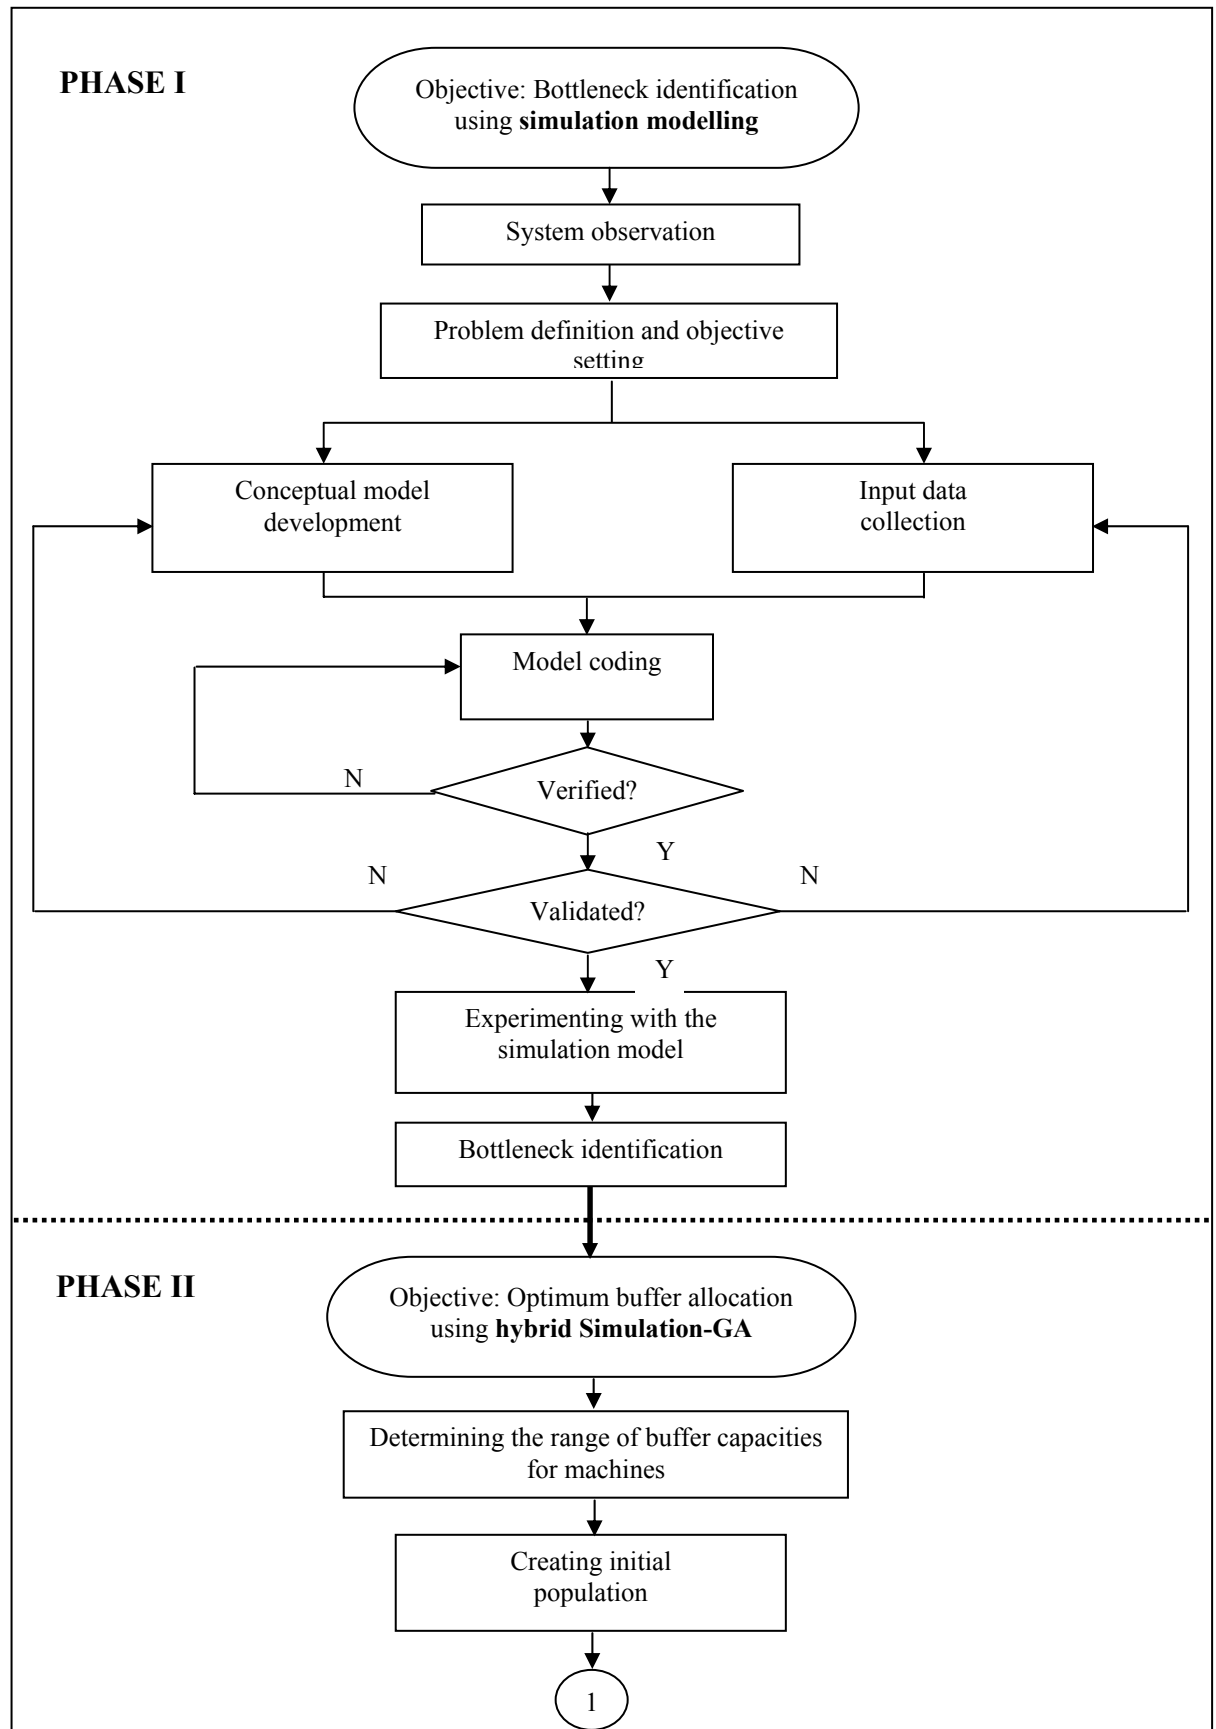 PHASE I
Objective: Bottleneck identification
using simulation modelling
System observation
Problem definition and objective
setting
Conceptual model
development
Input data
collection
Model coding
N
Verified?
Y
N
N
Validated?
Y
Experimenting with the
simulation model
Bottleneck identification
PHASE II
Objective: Optimum buffer allocation
using hybrid Simulation-GA
Determining the range of buffer capacities
for machines
Creating initial
population
1